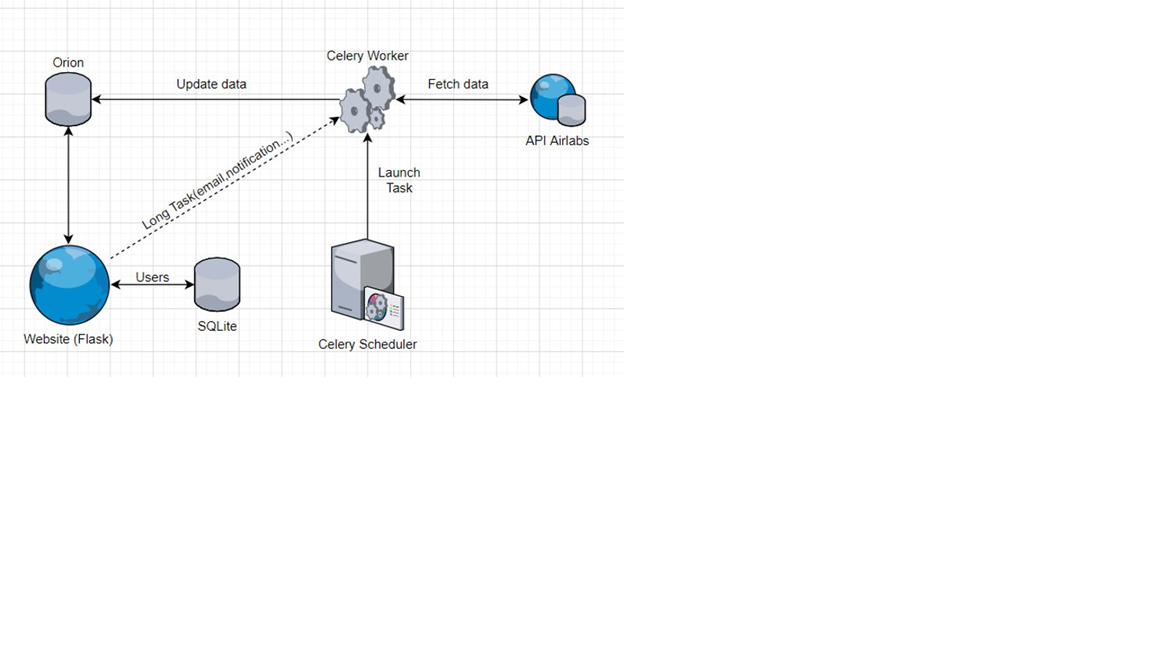 Orion
Celery Worker
Update data
Fetch data
API Airlabs
Long Task(email,notification...)
Launch
Task
Users
SQLite
Website (Flask)
Celery Scheduler